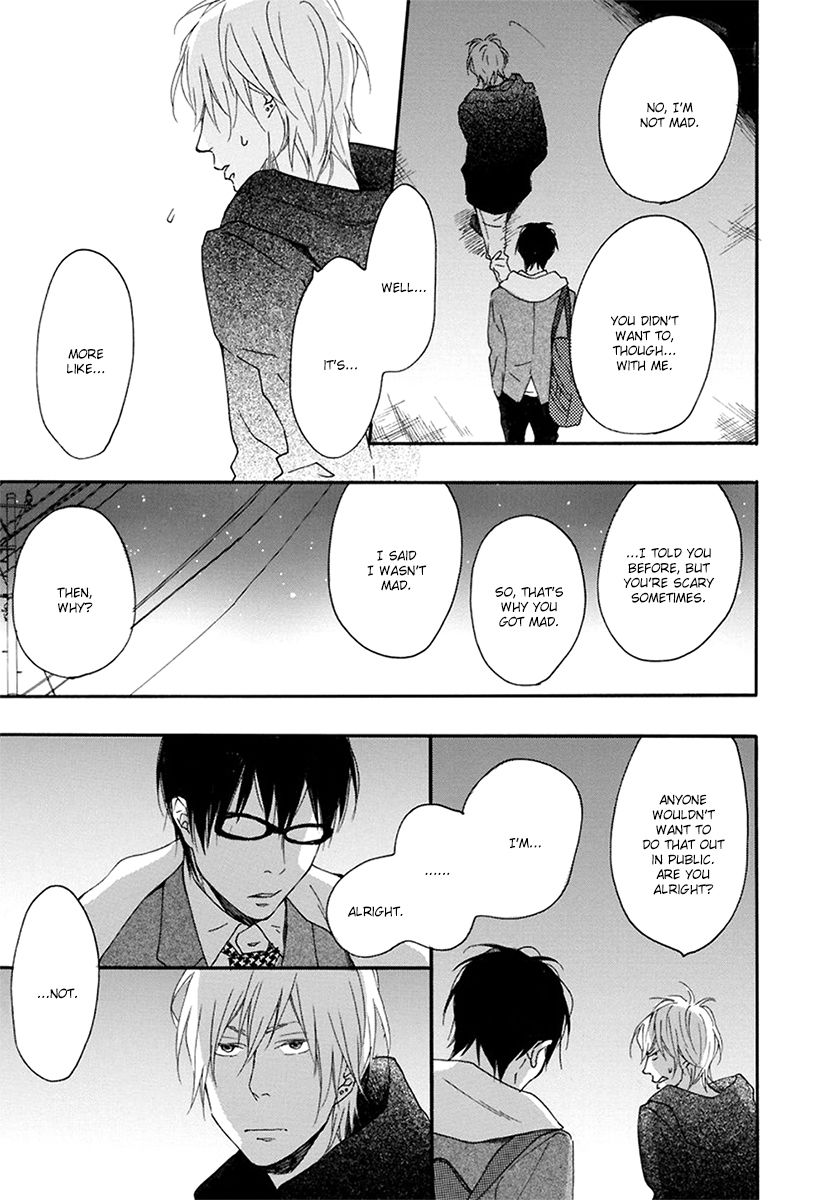 NO, I'M
NOT MAD.
YOU DIDN'T
WANT TO,
THOUGH...
WITH ME.
WELL...
IT'S...
MORE
LIKE...
...I TOLD YOU
BEFORE, BUT
YOU'RE SCARY
SOMETIMES.
SO, THAT'S
WHY YOU
GOT MAD.
I SAID
I WASN'T
MAD.
THEN,
WHY?
ANYONE
WOULDN'T
WANT TO
DO THAT OUT
IN PUBLIC.
ARE YOU
ALRIGHT?
I'M...
......
ALRIGHT.
...NOT.